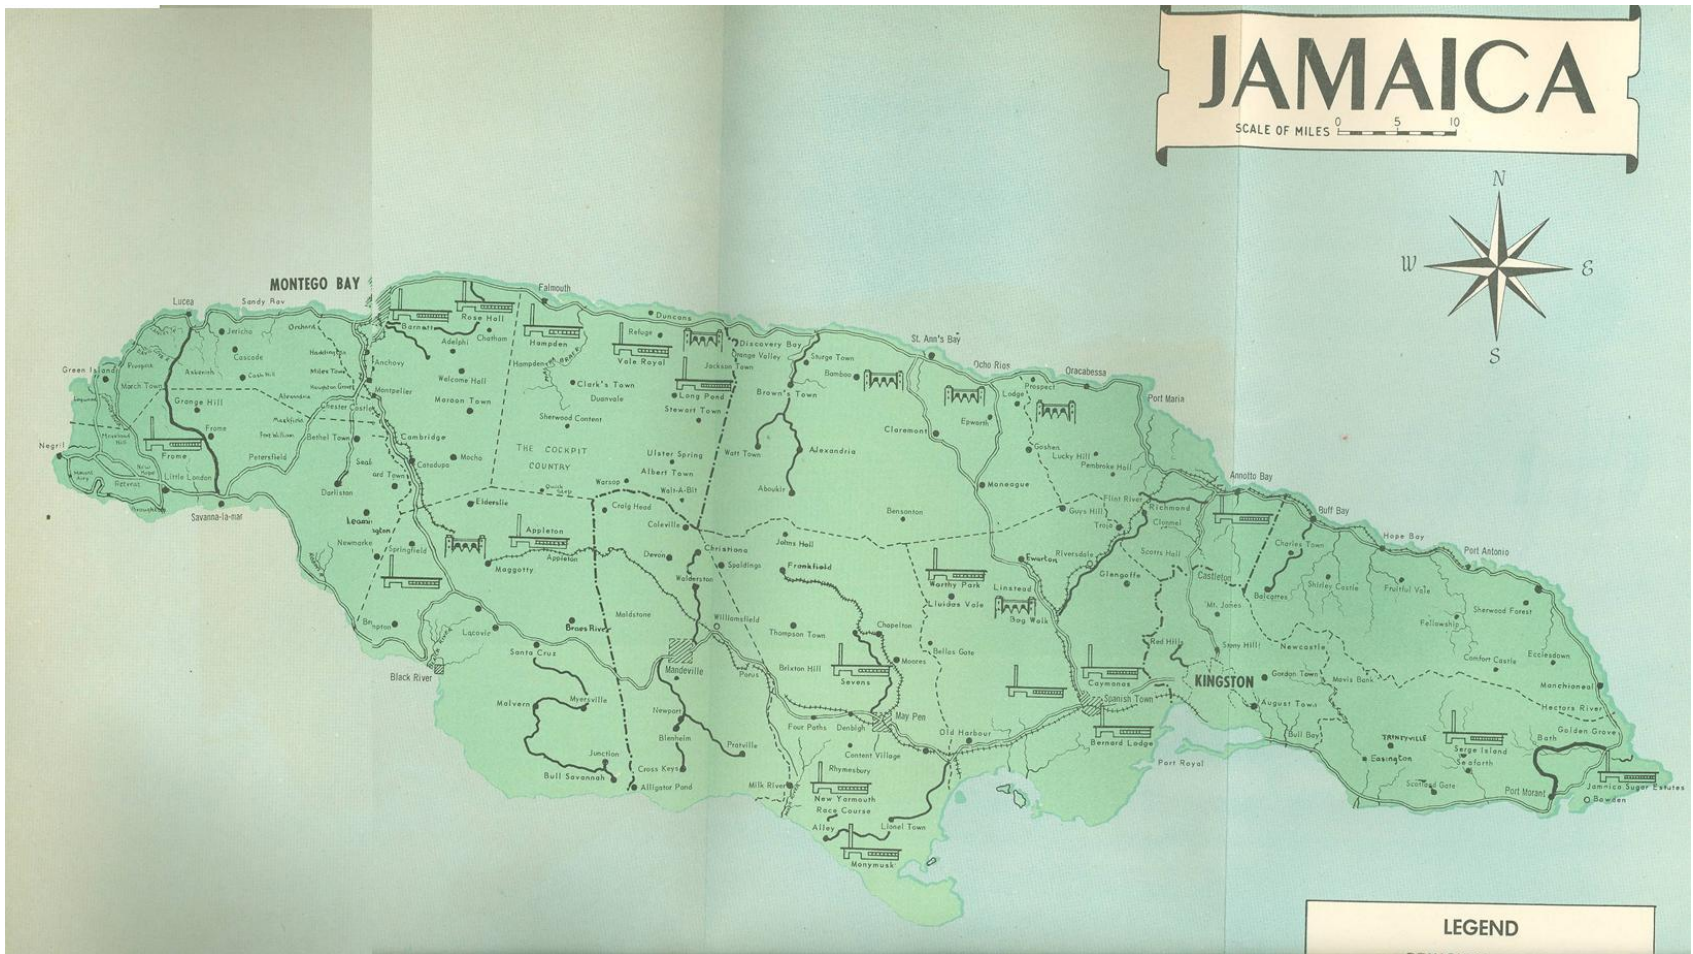 JAMAICA
SCALE OF MILES 0 5 10
N
W
E
S
MONTEGO BAY
Lucea
Falmouth
Rose Hall
Barnett
Jericho
Orchard
Duncans
Adelphi
Chatham
Hampden
Refuge
Vale Royal
Discovery Bay
Orange Valley
Sturge Town
St. Ann's Bay
Cascade
Askenish
Cash Hill
Anchovy
Hampden
Jackson Town
Bamboo
Ocho Rios
Oracabessa
Green Island
March Town
Welcome Hall
Clark's Town
Long Pond
Brown's Town
Prospect
Lodge
Port Maria
Grange Hill
Montpelier
Chester Castle
Maroon Town
Duanvale
Stewart Town
Sherwood Content
Epworth
Frome
Frome
Fort William
Bethel Town
Cambridge
THE COCKPIT
COUNTRY
Claremont
Goshen
Negril
Petersfield
Catadupa
Mocho
Ulster Spring
Albert Town
Watt Town
Alexandria
Lucky Hill
Pembroke Hall
Retreat
Little London
Darliston
Warsop
Wait-A-Bit
Aboukir
Moneague
Annotto Bay
Savanna-la-mar
Elderslie
Quick
Step
Craig Head
Coleville
Bensonton
Guys Hill
Flint River
Richmond
Troja
Clonmel
Buff Bay
Springfield
Appleton
Appleton
Maggotty
Devon
Christiana
Spaldings
Johns Hall
Frankfield
Worthy Park
Ewarton
Riversdale
Scotts Hall
Glengoffe
Castleton
Charles Town
Hope Bay
Port Antonio
Walderston
Lluidas Vale
Linstead
Bog Walk
Mt. James
Balcarres
Shirley Castle
Fruitful Vale
Sherwood Forest
Lacovia
Braes River
Maidstone
Williamsfield
Thompson Town
Chapelton
Bellas Gate
Red Hills
Stony Hill
Newcastle
Fellowship
Santa Cruz
Mandeville
Porus
Brixton Hill
Sevens
Moores
Caymanas
KINGSTON
Gordon Town
Mavis Bank
Comfort Castle
Ecclesdown
Black River
Malvern
Myersville
Newport
Four Paths
Denbigh
May Pen
Spanish Town
August Town
Manchioneal
Hectors River
Blenheim
Pratville
Content Village
Old Harbour
Bernard Lodge
Bull Bay
TRINITYVILLE
Serge Island
Bath
Golden Grove
Junction
Bull Savannah
Cross Keys
Alligator Pond
Milk River
Rhymesbury
New Yarmouth
Port Royal
Easington
Seaforth
Race Course
Alley
Lionel Town
Port Morant
Jamaica Sugar Estates
Bowden
Monymusk
LEGEND